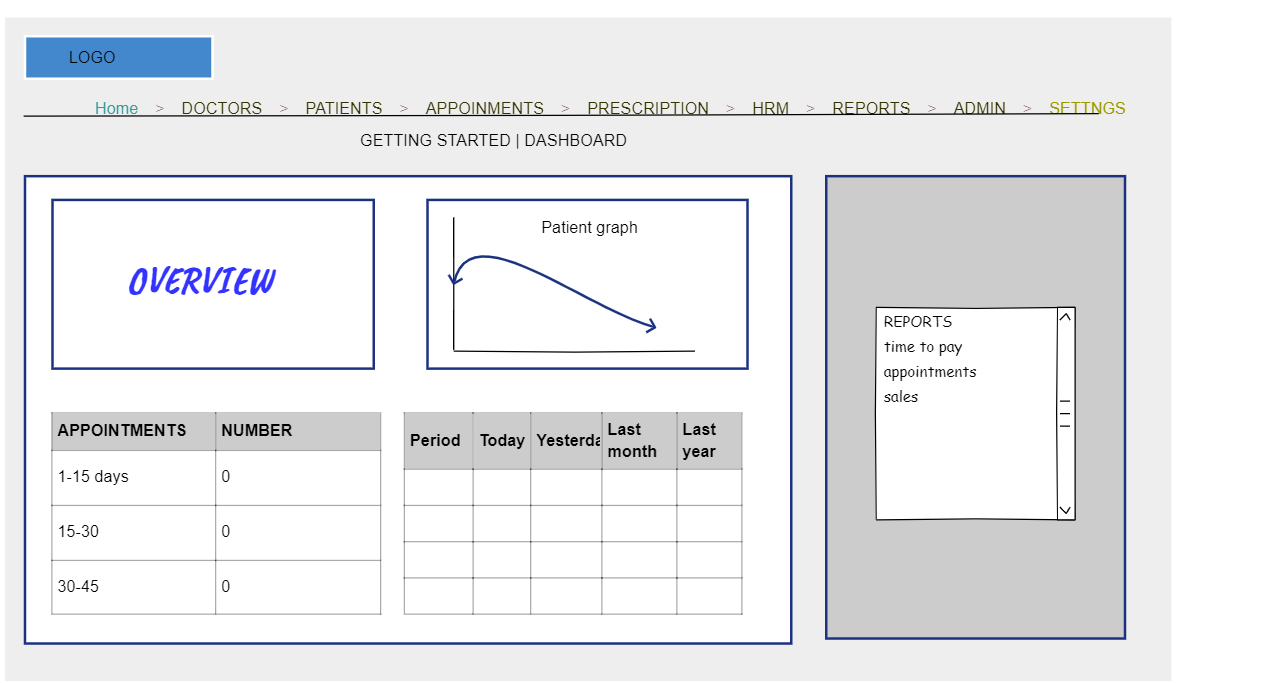 LOGO
Home > DOCTORS > PATIENTS > APPOINMENTS > PRESCRIPTION > HRM > REPORTS > ADMIN > SETTNGS
GETTING STARTED | DASHBOARD
OVERVIEW
Patient graph
REPORTS
time to pay
appointments
sales
APPOINTMENTS NUMBER
1-15 days 0
15-30 0
30-45 0
Period Today Yesterda Last month Last year